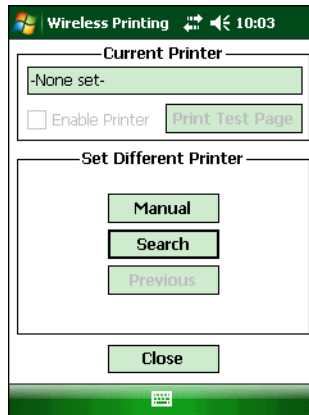 Wireless Printing 10:03
Current Printer
-None set-
Enable Printer Print Test Page
Set Different Printer
Manual
Search
Previous
Close